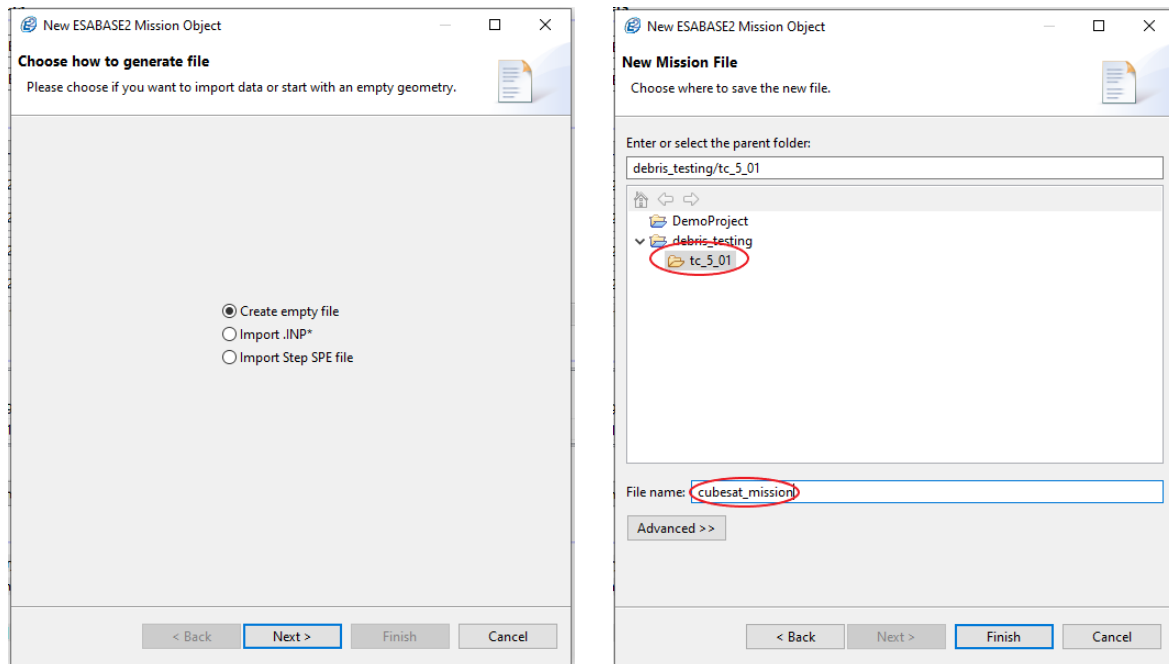 New ESABASE2 Mission Object
Choose how to generate file
Please choose if you want to import data or start with an empty geometry.
Create empty file
Import .INP*
Import Step SPE file
< Back
Next >
Finish
Cancel
New ESABASE2 Mission Object
New Mission File
Choose where to save the new file.
Enter or select the parent folder:
debris_testing/tc_5_01
DemoProject
debris_testing
tc_5_01
File name: cubesat_mission
Advanced >>
< Back
Next >
Finish
Cancel